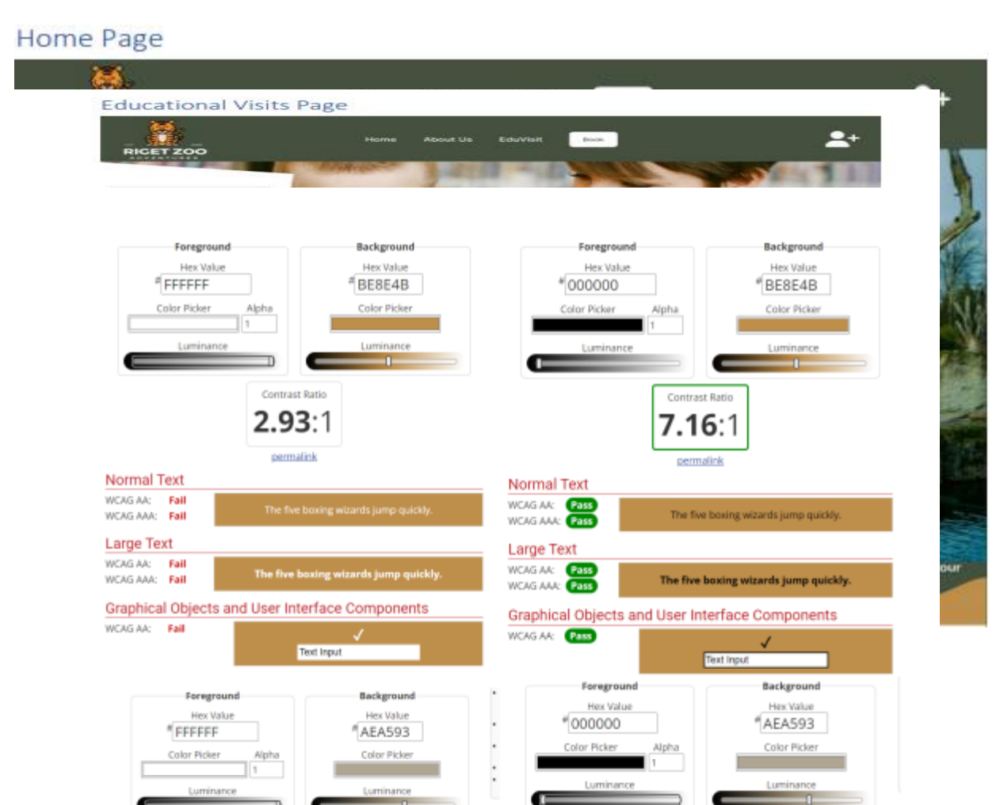 Home Page
Educational Visits Page
Home About Us EduVisit Book
RIGET ZOO
ADVENTURES
Foreground
Hex Value
# FFFFFF
Color Picker Alpha
1
Luminance
Background
Hex Value
# BE8E4B
Color Picker
Luminance
Contrast Ratio
2.93:1
permalink
Normal Text
WCAG AA: Fail
WCAG AAA: Fail
The five boxing wizards jump quickly.
Large Text
WCAG AA: Fail
WCAG AAA: Fail
The five boxing wizards jump quickly.
Graphical Objects and User Interface Components
WCAG AA: Fail
✓
Text Input
Foreground
Hex Value
# 000000
Color Picker Alpha
1
Luminance
Background
Hex Value
# BE8E4B
Color Picker
Luminance
Contrast Ratio
7.16:1
permalink
Normal Text
WCAG AA: Pass
WCAG AAA: Pass
The five boxing wizards jump quickly.
Large Text
WCAG AA: Pass
WCAG AAA: Pass
The five boxing wizards jump quickly.
Graphical Objects and User Interface Components
WCAG AA: Pass
✓
Text Input
our
Foreground
Hex Value
# FFFFFF
Color Picker Alpha
1
Luminance
Background
Hex Value
# AEA593
Color Picker
Luminance
Foreground
Hex Value
# 000000
Color Picker Alpha
1
Luminance
Background
Hex Value
# AEA593
Color Picker
Luminance